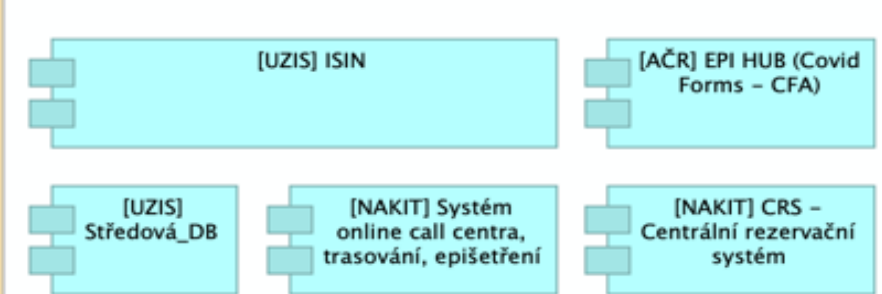 [UZIS] ISIN
[AČR] EPI HUB (Covid
Forms – CFA)
[UZIS]
Středová_DB
[NAKIT] Systém
online call centra,
trasování, epišetření
[NAKIT] CRS –
Centrální rezervační
systém